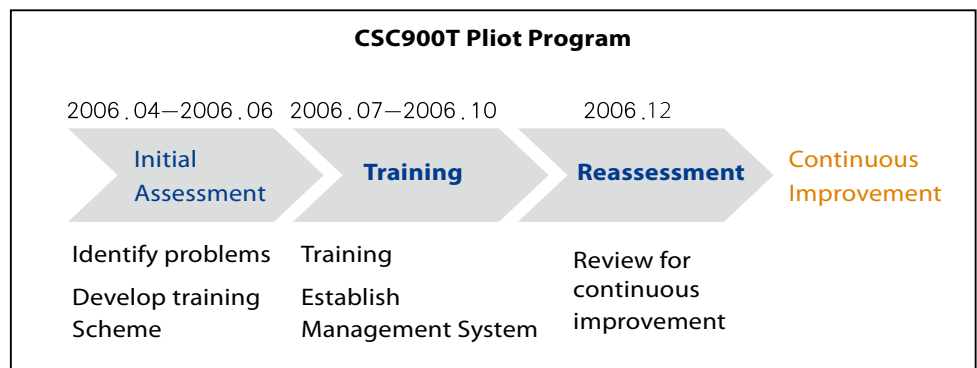 CSC900T Pliot Program
2006.04—2006.06
2006.07—2006.10
2006.12
Initial
Assessment
Training
Reassessment
Continuous
Improvement
Identify problems
Develop training
Scheme
Training
Establish
Management System
Review for
continuous
improvement